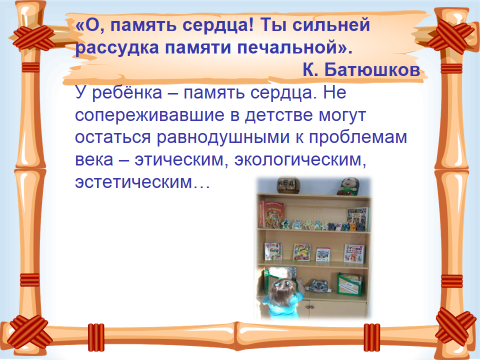 «О, память сердца! Ты сильней
рассудка памяти печальной».
К. Батюшков
У ребёнка – память сердца. Не
сопереживавшие в детстве могут
остаться равнодушными к проблемам
века – этическим, экологическим,
эстетическим…